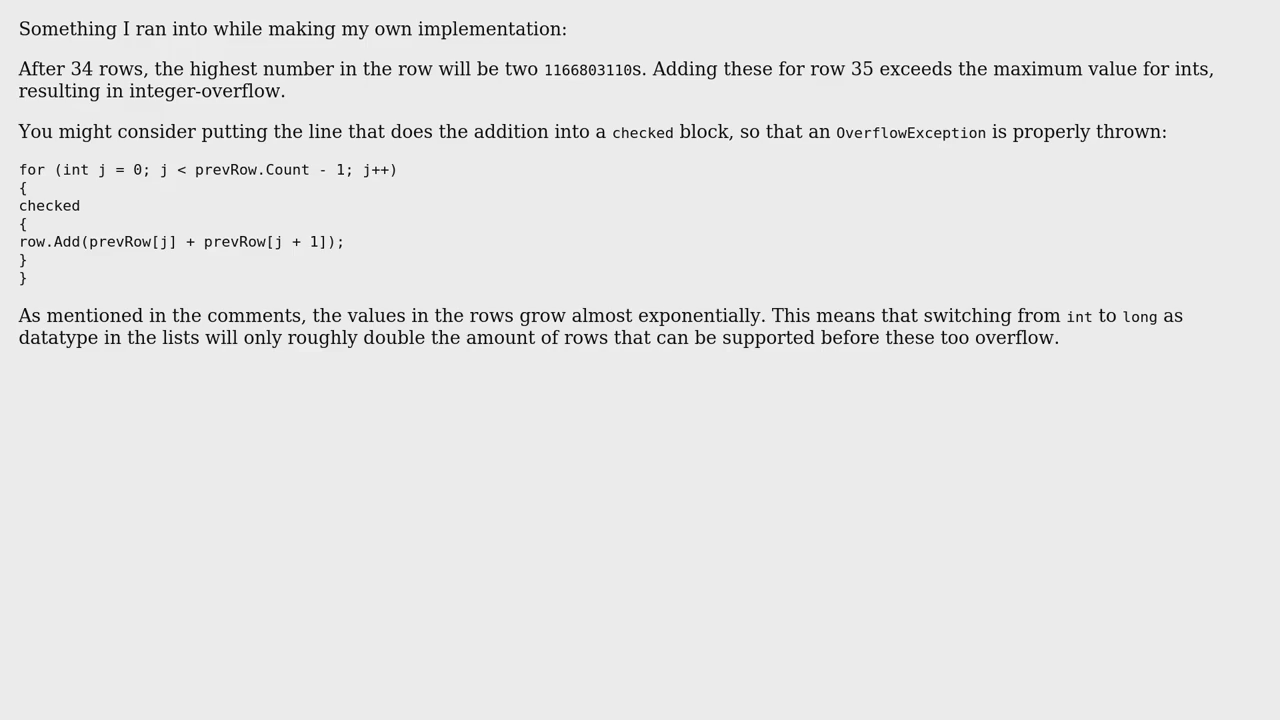 Something I ran into while making my own implementation:
After 34 rows, the highest number in the row will be two 1166803110s. Adding these for row 35 exceeds the maximum value for ints,
resulting in integer-overflow.
You might consider putting the line that does the addition into a checked block, so that an OverflowException is properly thrown:
for (int j = 0; j < prevRow.Count - 1; j++)
{
checked
{
row.Add(prevRow[j] + prevRow[j + 1]);
}
}
As mentioned in the comments, the values in the rows grow almost exponentially. This means that switching from int to long as
datatype in the lists will only roughly double the amount of rows that can be supported before these too overflow.